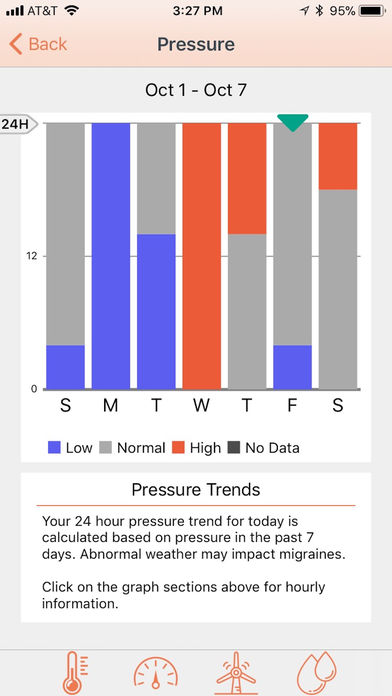 AT&T 3:27 PM 95%
Back Pressure
Oct 1 - Oct 7
24H
12
0
S M T W T F S
Low Normal High No Data
Pressure Trends
Your 24 hour pressure trend for today is
calculated based on pressure in the past 7
days. Abnormal weather may impact migraines.
Click on the graph sections above for hourly
information.